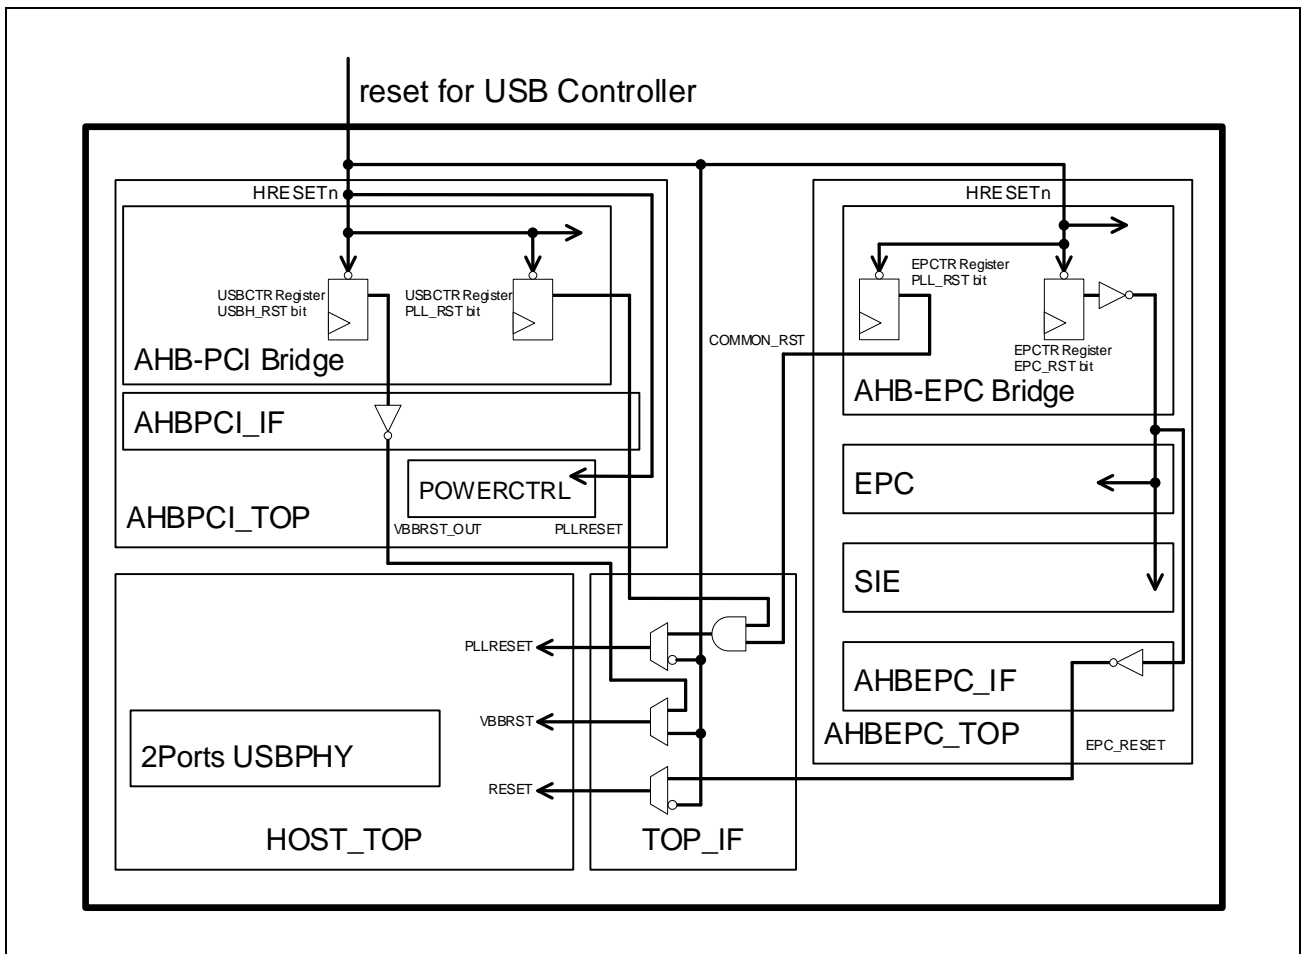 reset for USB Controller
HRESETn
HRESETn
USBCTR Register
USBH_RST bit
USBCTR Register
PLL_RST bit
EPCTR Register
PLL_RST bit
COMMON_RST
EPCTR Register
EPC_RST bit
AHB-PCI Bridge
AHB-EPC Bridge
AHBPCI_IF
POWERCTRL
EPC
AHBPCI_TOP
VBBRST_OUT
PLLRESET
SIE
PLLRESET
AHBEPC_IF
VBBRST
AHBEPC_TOP
EPC_RESET
2Ports USBPHY
RESET
HOST_TOP
TOP_IF